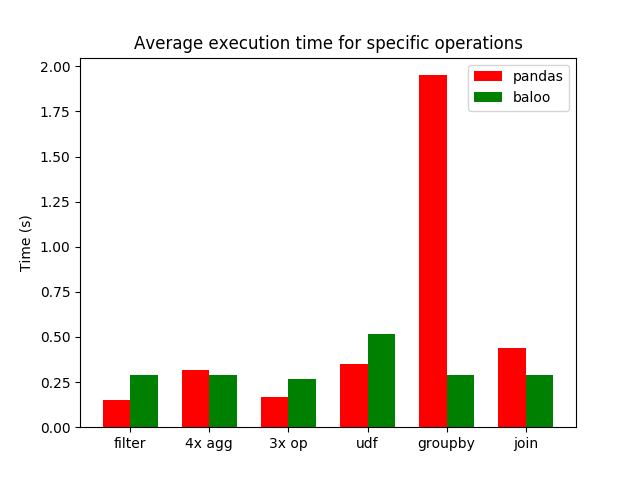 Average execution time for specific operations
pandas
baloo
2.00
1.75
1.50
1.25
1.00
0.75
0.50
0.25
0.00
Time (s)
filter 4x agg 3x op udf groupby join